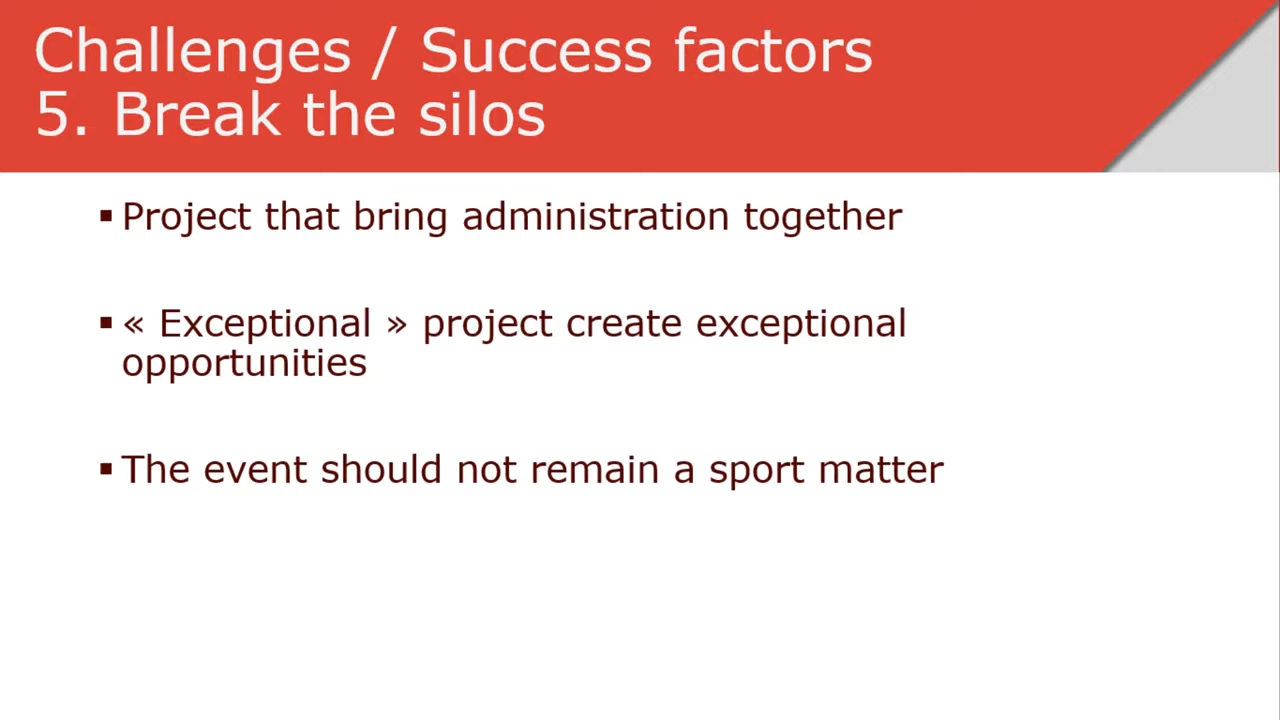 Challenges / Success factors
5. Break the silos
▪ Project that bring administration together
▪ « Exceptional » project create exceptional
opportunities
▪ The event should not remain a sport matter